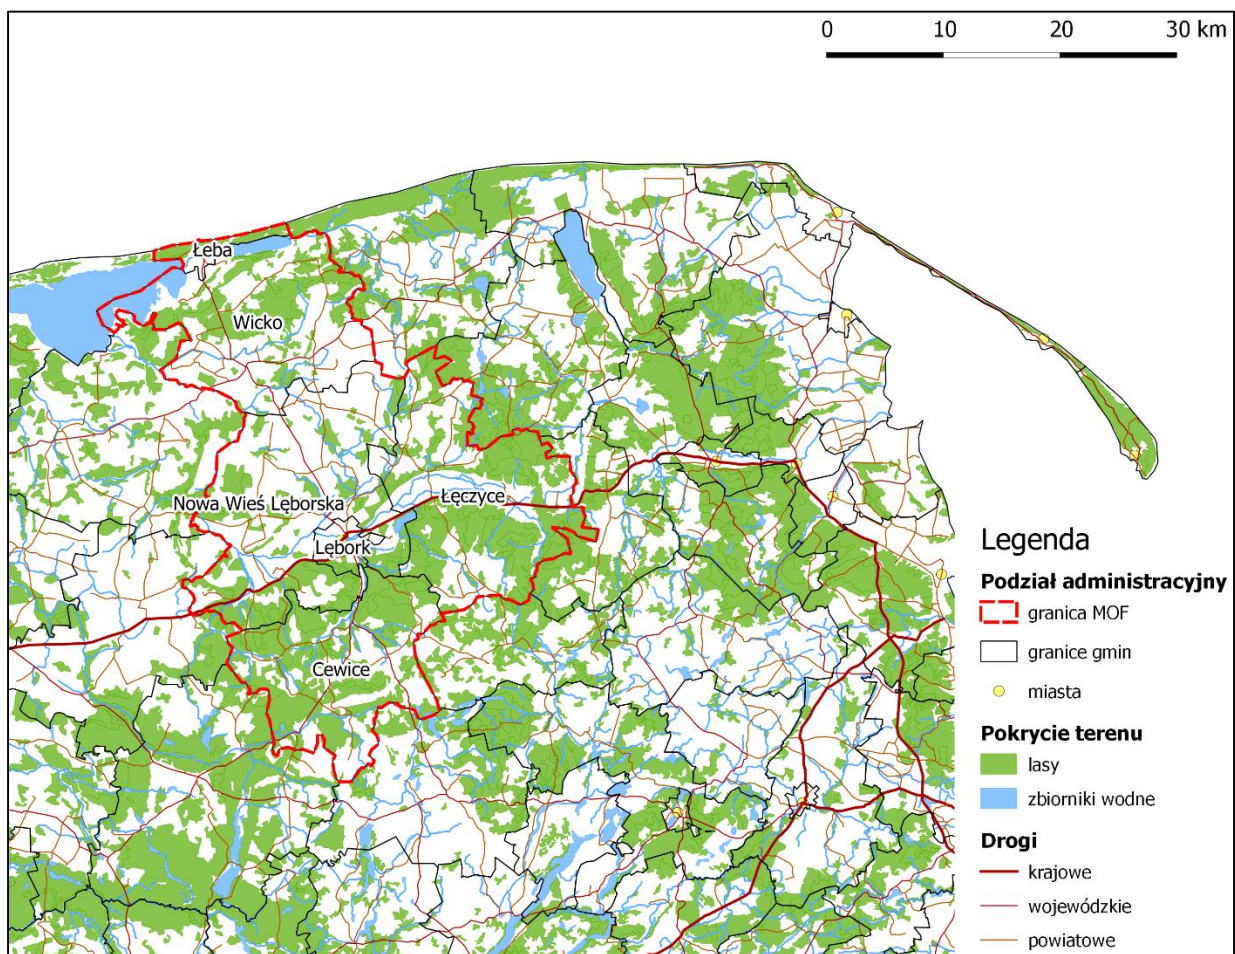 0 10 20 30 km
Łeba
Wicko
Nowa Wieś Lęborska
Łęczyce
Lębork
Cewice
Legenda
Podział administracyjny
granica MOF
granice gmin
miasta
Pokrycie terenu
lasy
zbiorniki wodne
Drogi
krajowe
wojewódzkie
powiatowe